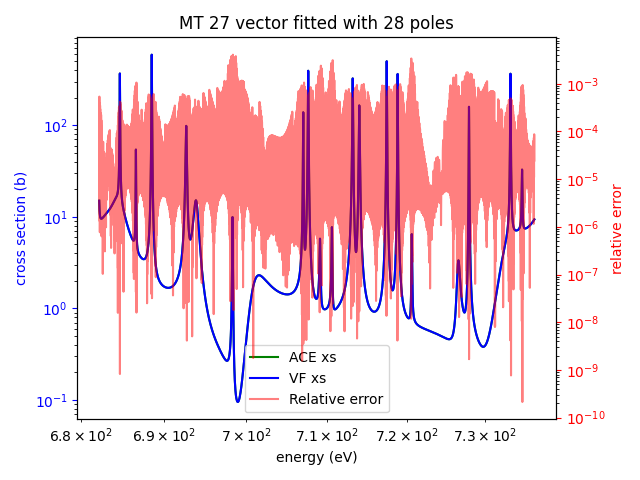 MT 27 vector fitted with 28 poles
cross section (b)
10²
10¹
10⁰
10⁻¹
10⁻³
10⁻⁴
10⁻⁵
10⁻⁶
10⁻⁷
10⁻⁸
10⁻⁹
10⁻¹⁰
relative error
ACE xs
VF xs
Relative error
6.8 × 10² 6.9 × 10² 7 × 10² 7.1 × 10² 7.2 × 10² 7.3 × 10²
energy (eV)